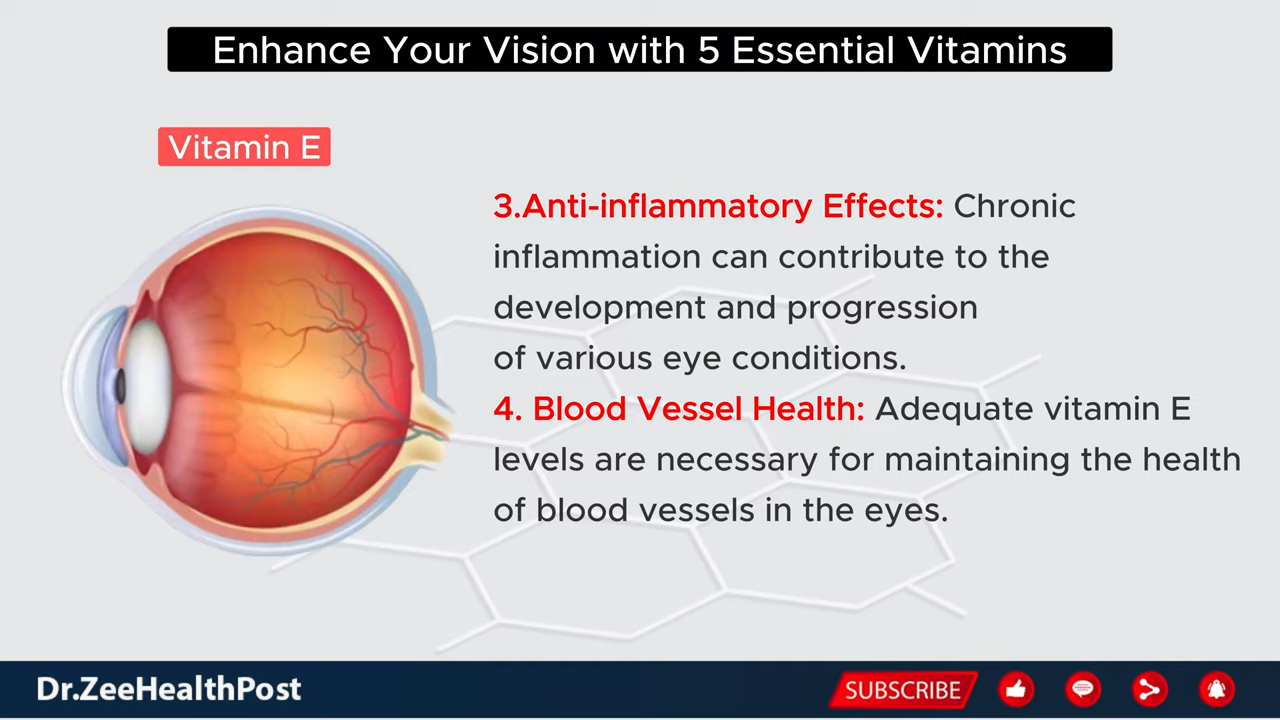 Enhance Your Vision with 5 Essential Vitamins
Vitamin E
3.Anti-inflammatory Effects: Chronic
inflammation can contribute to the
development and progression
of various eye conditions.
4. Blood Vessel Health: Adequate vitamin E
levels are necessary for maintaining the health
of blood vessels in the eyes.
Dr.ZeeHealthPost
SUBSCRIBE